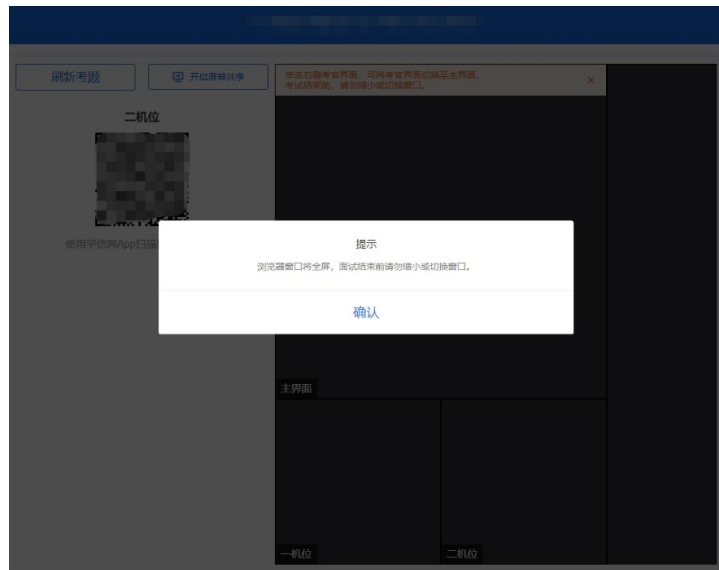 刷新考题
开启屏幕共享
单击右侧考官界面，可将考官界面切换至主界面。
考试结束前，请勿缩小或切换窗口。
二机位
使用学信网App扫描
提示
浏览器窗口将全屏，面试结束前请勿缩小或切换窗口。
确认
主界面
一机位
二机位